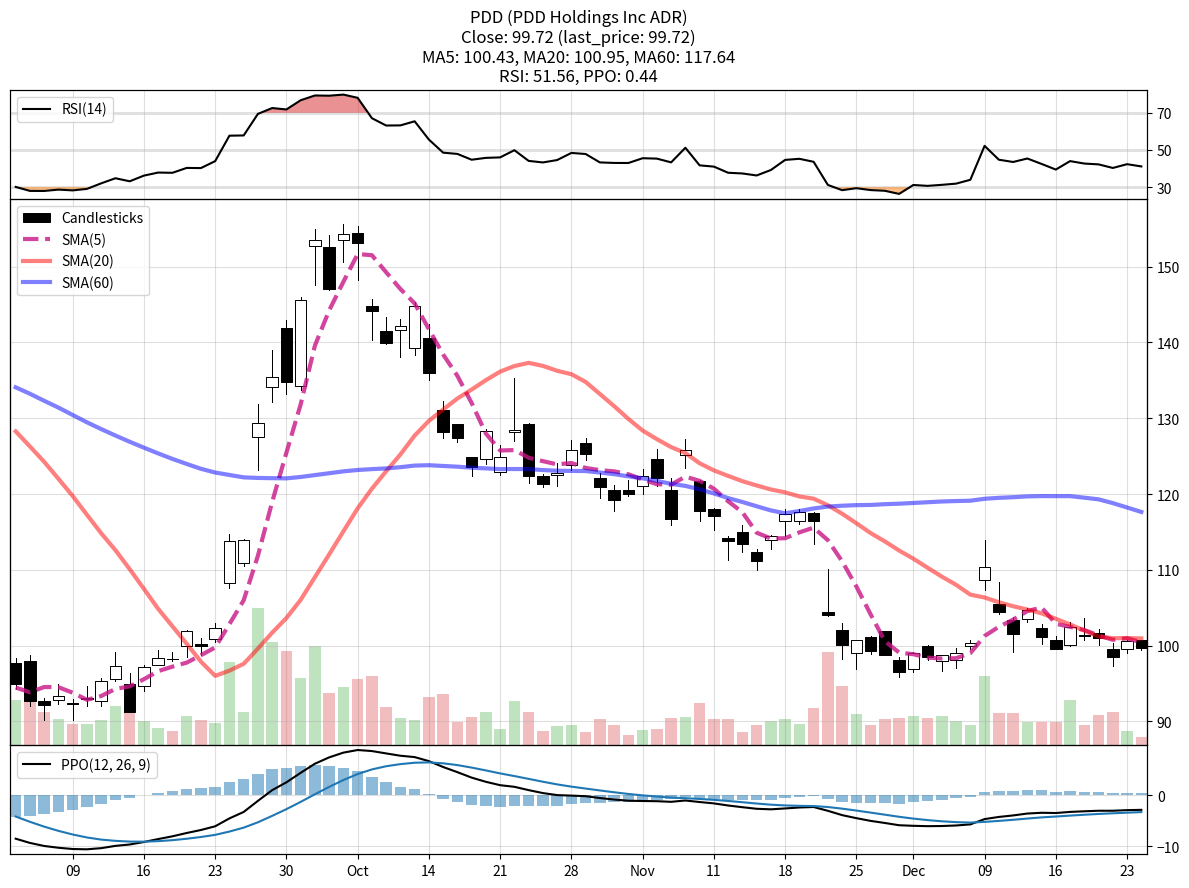 PDD (PDD Holdings Inc ADR)
Close: 99.72 (last_price: 99.72)
MA5: 100.43, MA20: 100.95, MA60: 117.64
RSI: 51.56, PPO: 0.44
RSI(14)
70
50
30
Candlesticks
SMA(5)
SMA(20)
SMA(60)
150
140
130
120
110
100
90
PPO(12, 26, 9)
0
−10
09 16 23 30 Oct 14 21 28 Nov 11 18 25 Dec 09 16 23